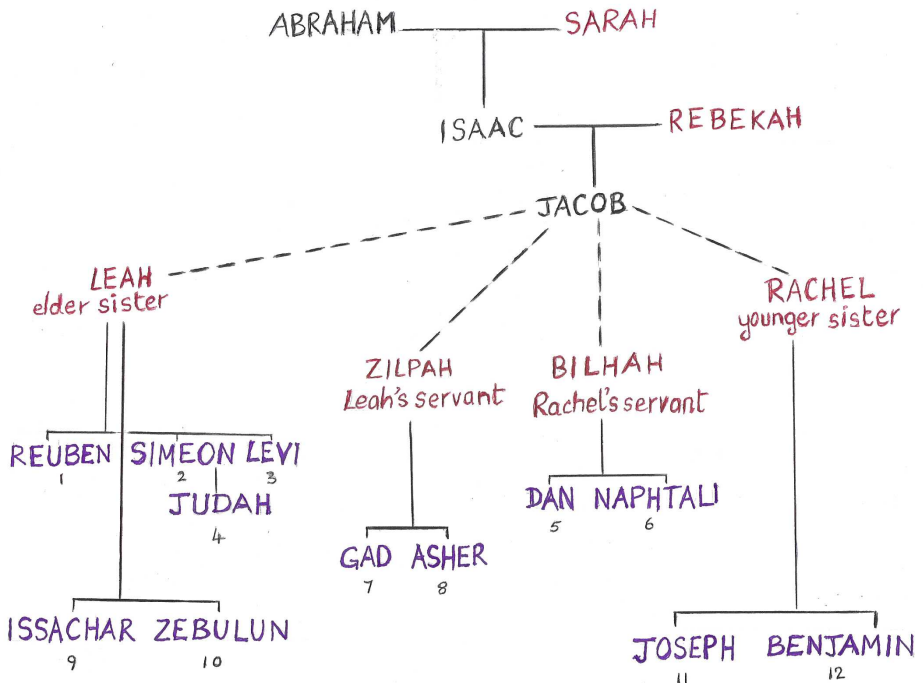 ABRAHAM SARAH
ISAAC REBEKAH
JACOB
LEAH
elder sister
RACHEL
younger sister
ZILPAH
Leah's servant
BILHAH
Rachel's servant
REUBEN SIMEON LEVI
1 2 3
JUDAH
4
DAN NAPHTALI
5 6
GAD ASHER
7 8
ISSACHAR ZEBULUN
9 10
JOSEPH BENJAMIN
11 12